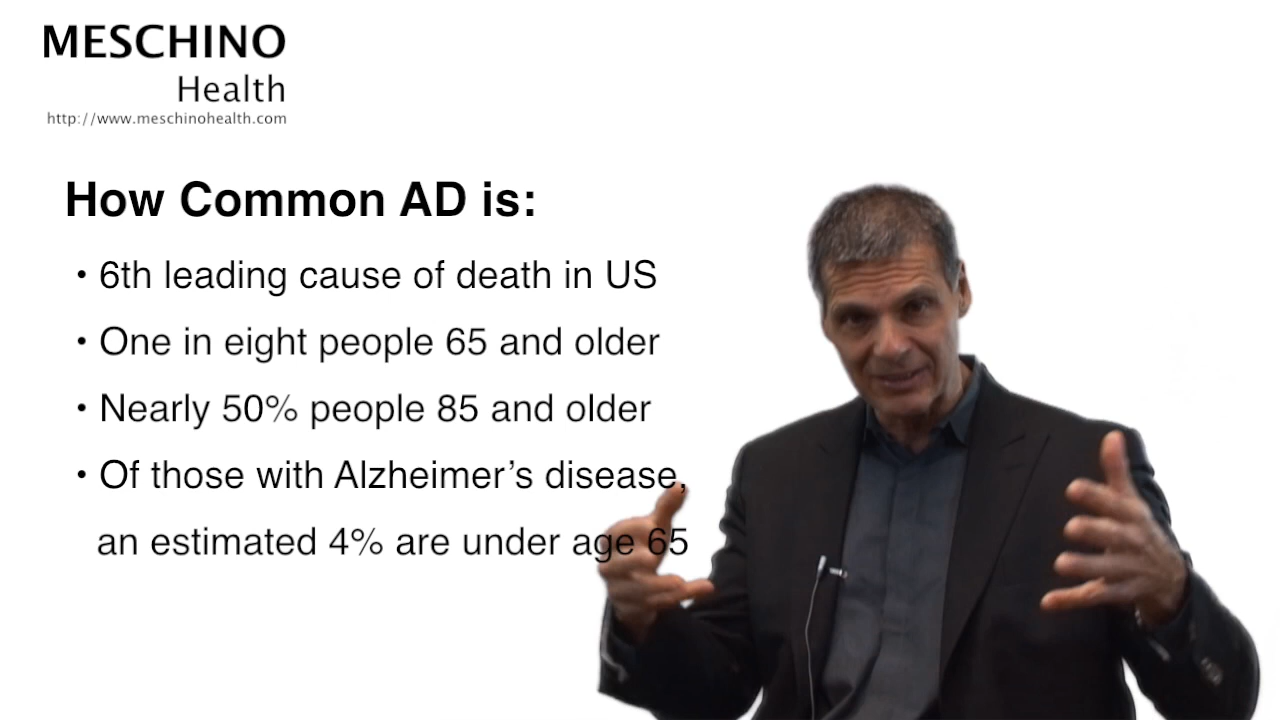 MESCHINO
Health
http://www.meschinohealth.com
How Common AD is:
• 6th leading cause of death in US
• One in eight people 65 and older
• Nearly 50% people 85 and older
• Of those with Alzheimer’s disease,
an estimated 4% are under age 65